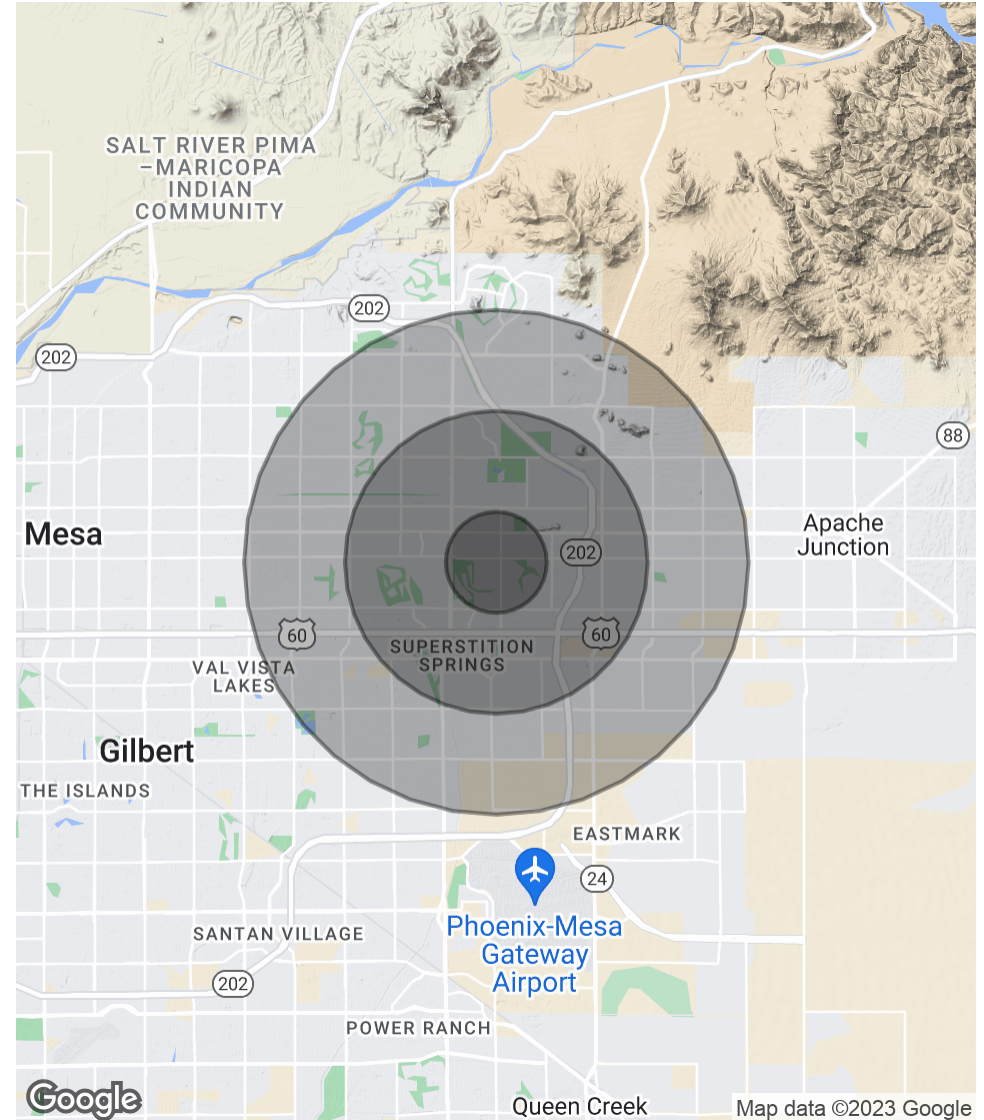 SALT RIVER PIMA
–MARICOPA
INDIAN
COMMUNITY
202
202
88
Mesa
Apache
Junction
202
60
60
SUPERSTITION
SPRINGS
VAL VISTA
LAKES
Gilbert
THE ISLANDS
EASTMARK
24
Phoenix-Mesa
Gateway
Airport
SANTAN VILLAGE
202
POWER RANCH
Google
Queen Creek
Map data ©2023 Google